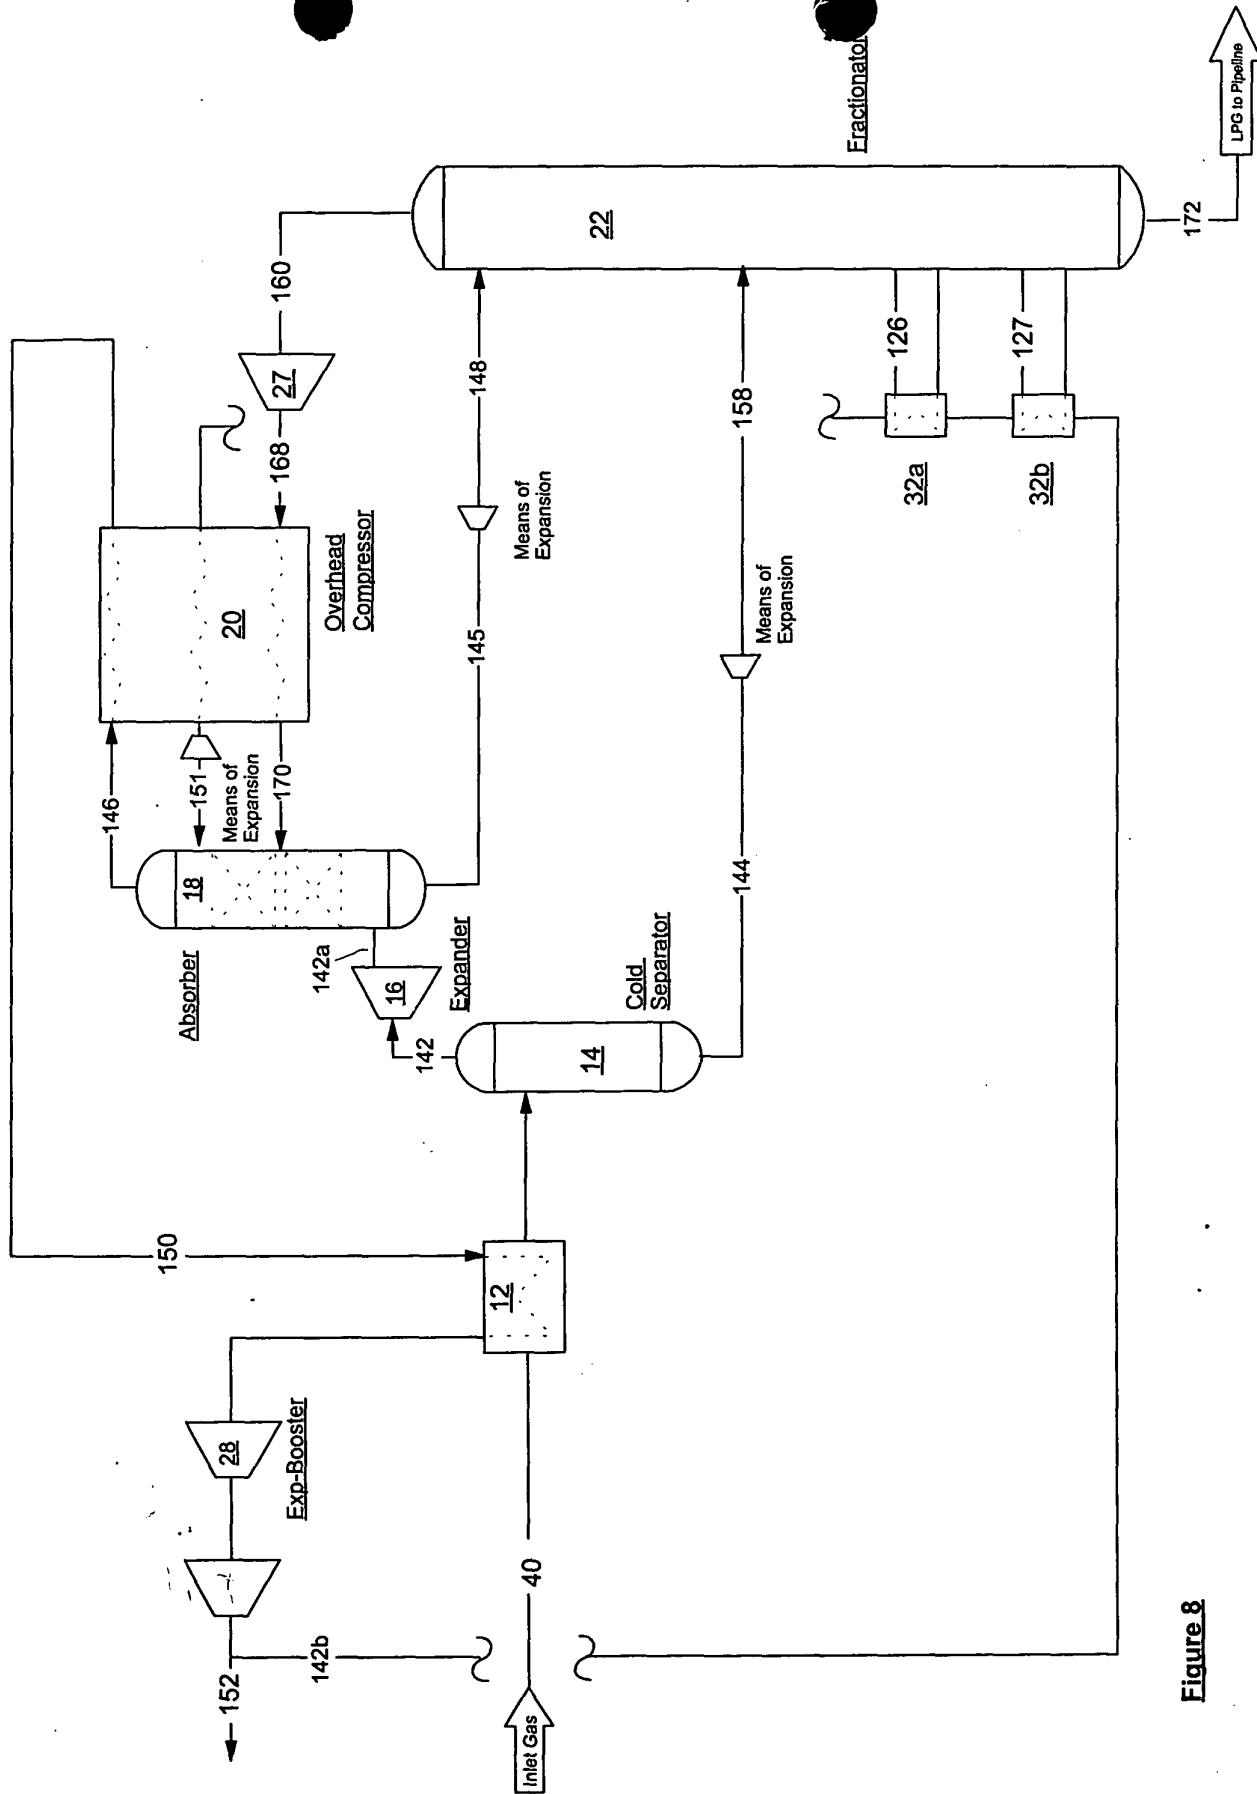 Figure 8
Inlet Gas
40
152
142b
28
Exp-Booster
12
150
14
Cold
Separator
142
16
Expander
142a
Absorber
18
146
151
Means of
Expansion
170
20
Overhead
Compressor
168
27
160
145
Means of
Expansion
148
144
Means of
Expansion
158
22
Fractionator
32a
126
32b
127
172
LPG to Pipeline